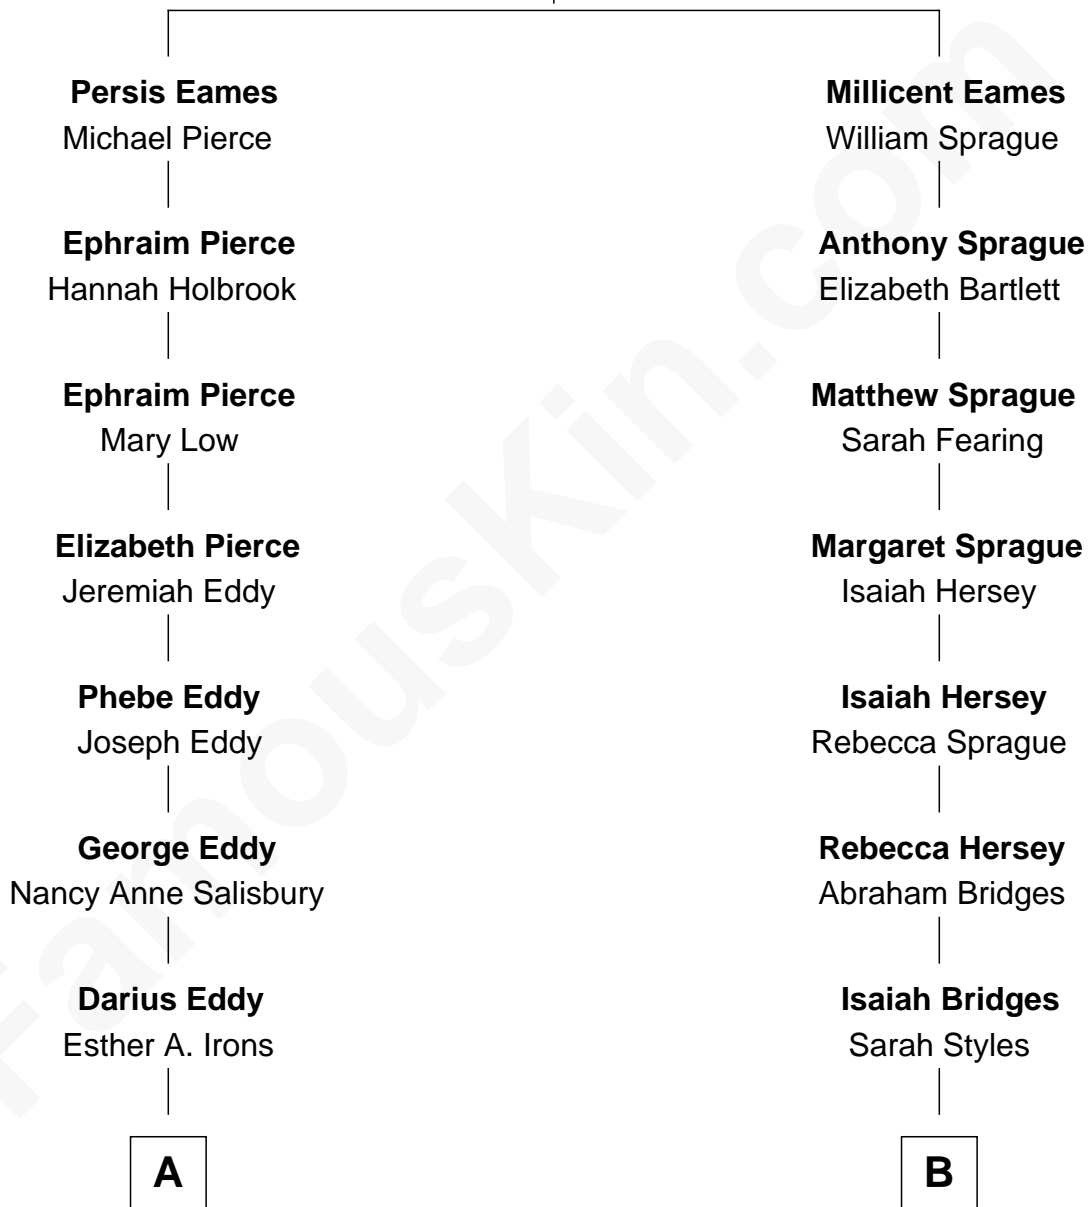 Persis Eames
Michael Pierce
Ephraim Pierce
Hannah Holbrook
Ephraim Pierce
Mary Low
Elizabeth Pierce
Jeremiah Eddy
Phebe Eddy
Joseph Eddy
George Eddy
Nancy Anne Salisbury
Darius Eddy
Esther A. Irons
A
Millicent Eames
William Sprague
Anthony Sprague
Elizabeth Bartlett
Matthew Sprague
Sarah Fearing
Margaret Sprague
Isaiah Hersey
Isaiah Hersey
Rebecca Sprague
Rebecca Hersey
Abraham Bridges
Isaiah Bridges
Sarah Styles
B
FamousKin.com